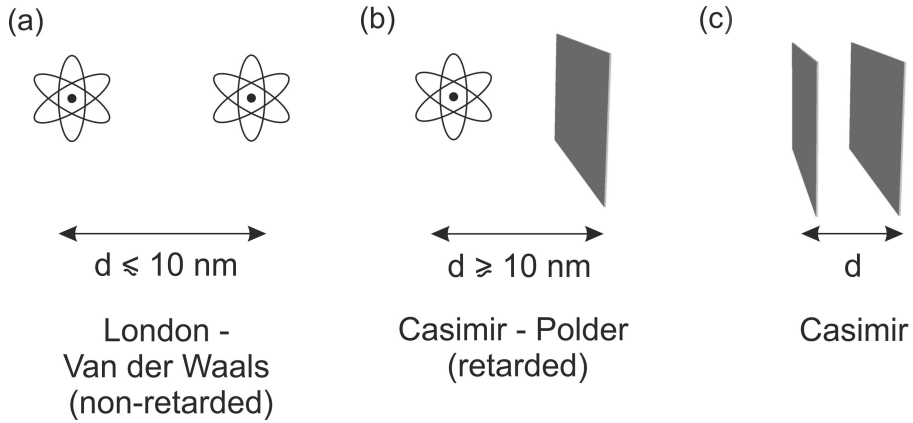 (a)
d ⩽ 10 nm
London -
Van der Waals
(non-retarded)
(b)
d ⩾ 10 nm
Casimir - Polder
(retarded)
(c)
d
Casimir